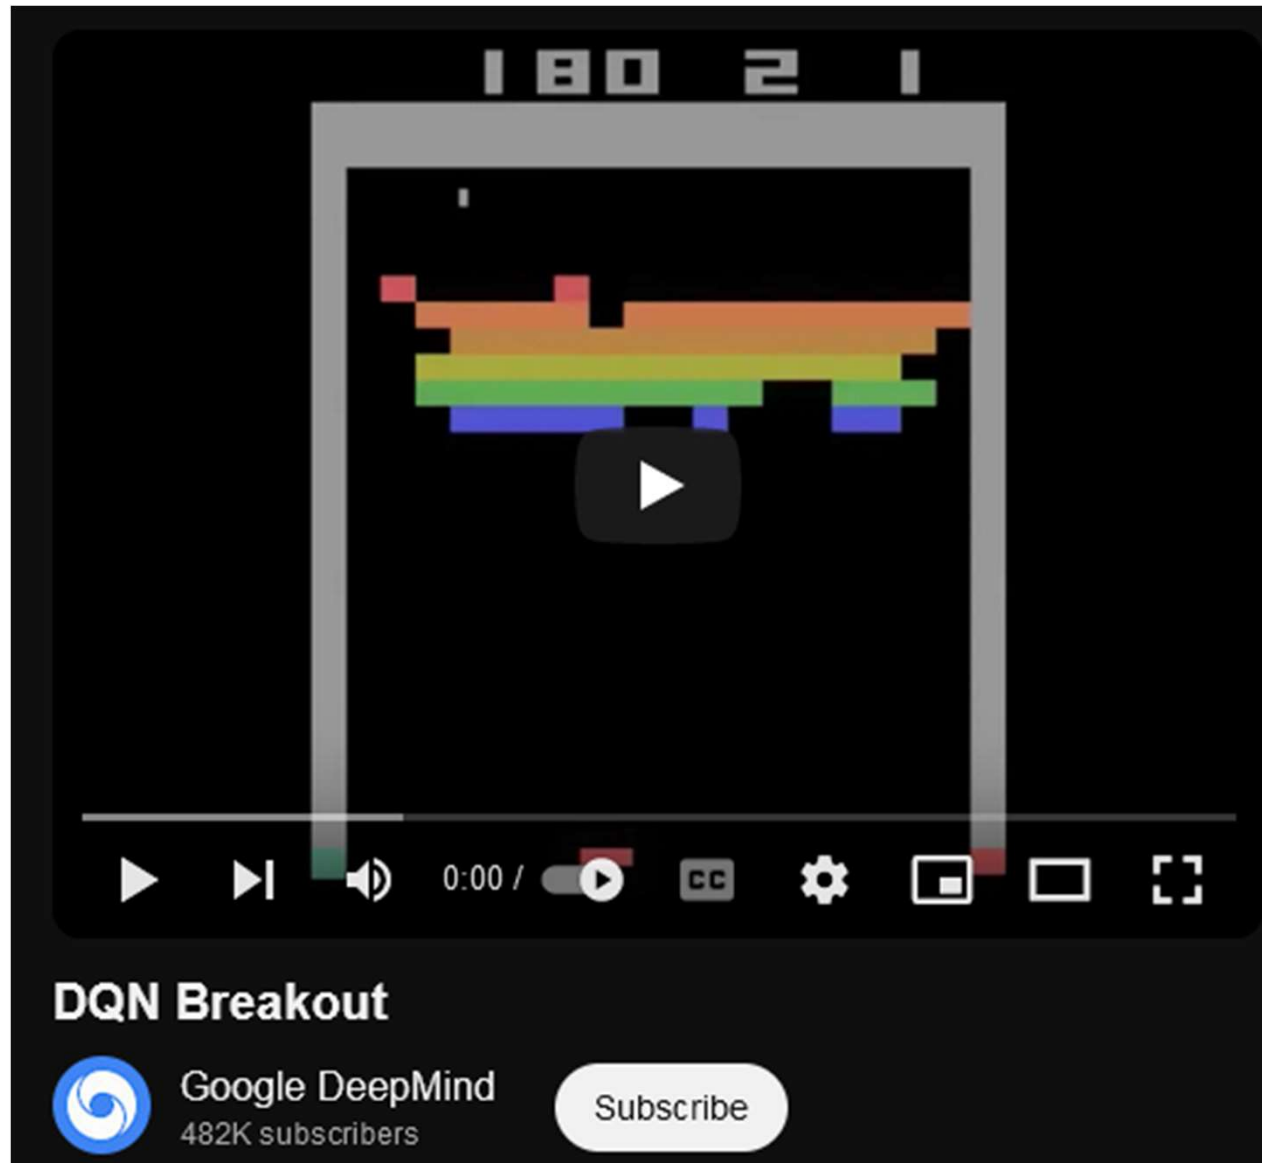 180 2 1
0:00 /
CC
DQN Breakout
Google DeepMind
482K subscribers
Subscribe